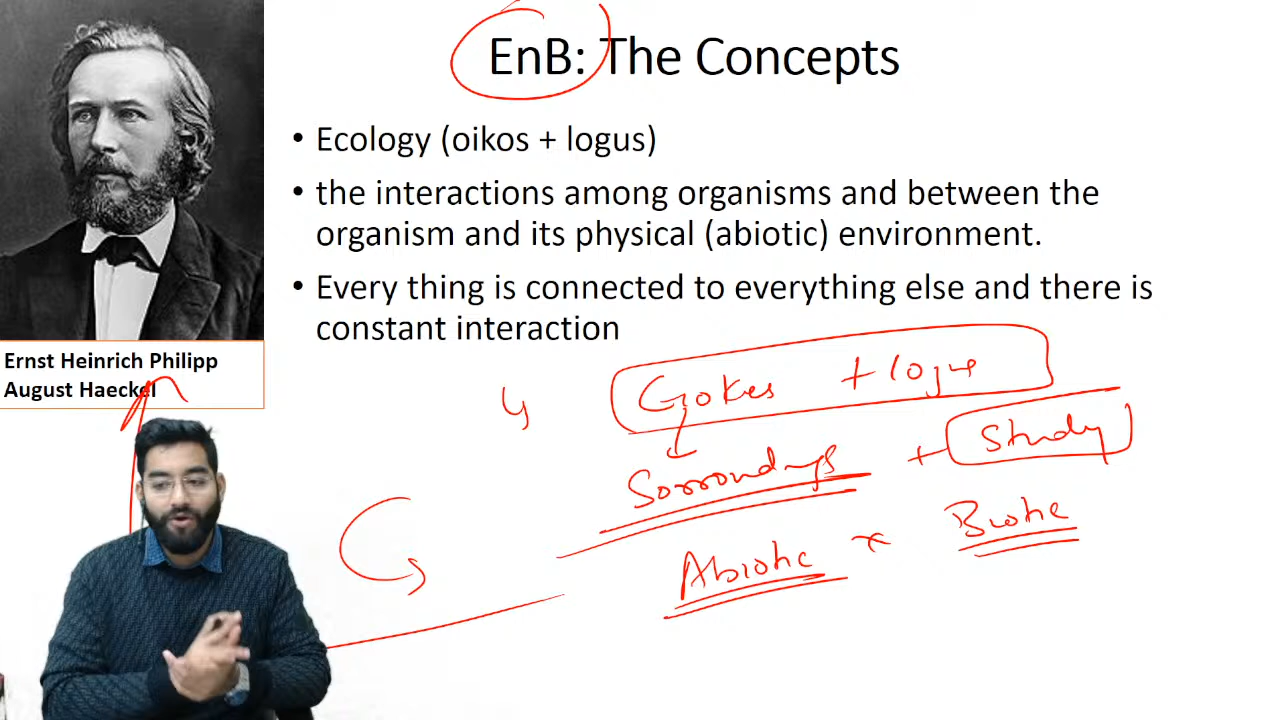 EnB: The Concepts
• Ecology (oikos + logus)
• the interactions among organisms and between the
organism and its physical (abiotic) environment.
• Every thing is connected to everything else and there is
constant interaction
Ernst Heinrich Philipp
August Haeckel
+ logus
Sorrondings + Study
Abiotic × Biotic